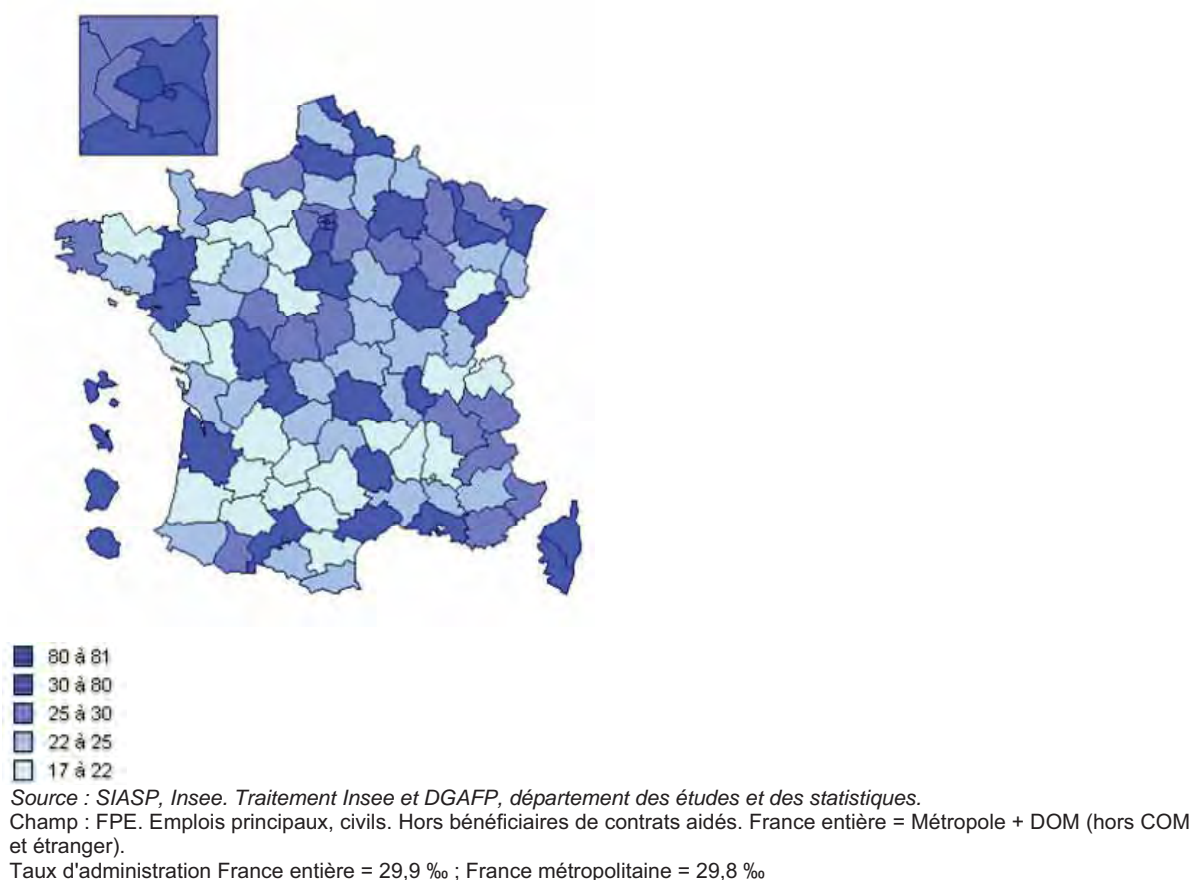 80 à 81
30 à 80
25 à 30
22 à 25
17 à 22
Source : SIASP, Insee. Traitement Insee et DGAFP, département des études et des statistiques.
Champ : FPE. Emplois principaux, civils. Hors bénéficiaires de contrats aidés. France entière = Métropole + DOM (hors COM
et étranger).
Taux d'administration France entière = 29,9 ‰ ; France métropolitaine = 29,8 ‰